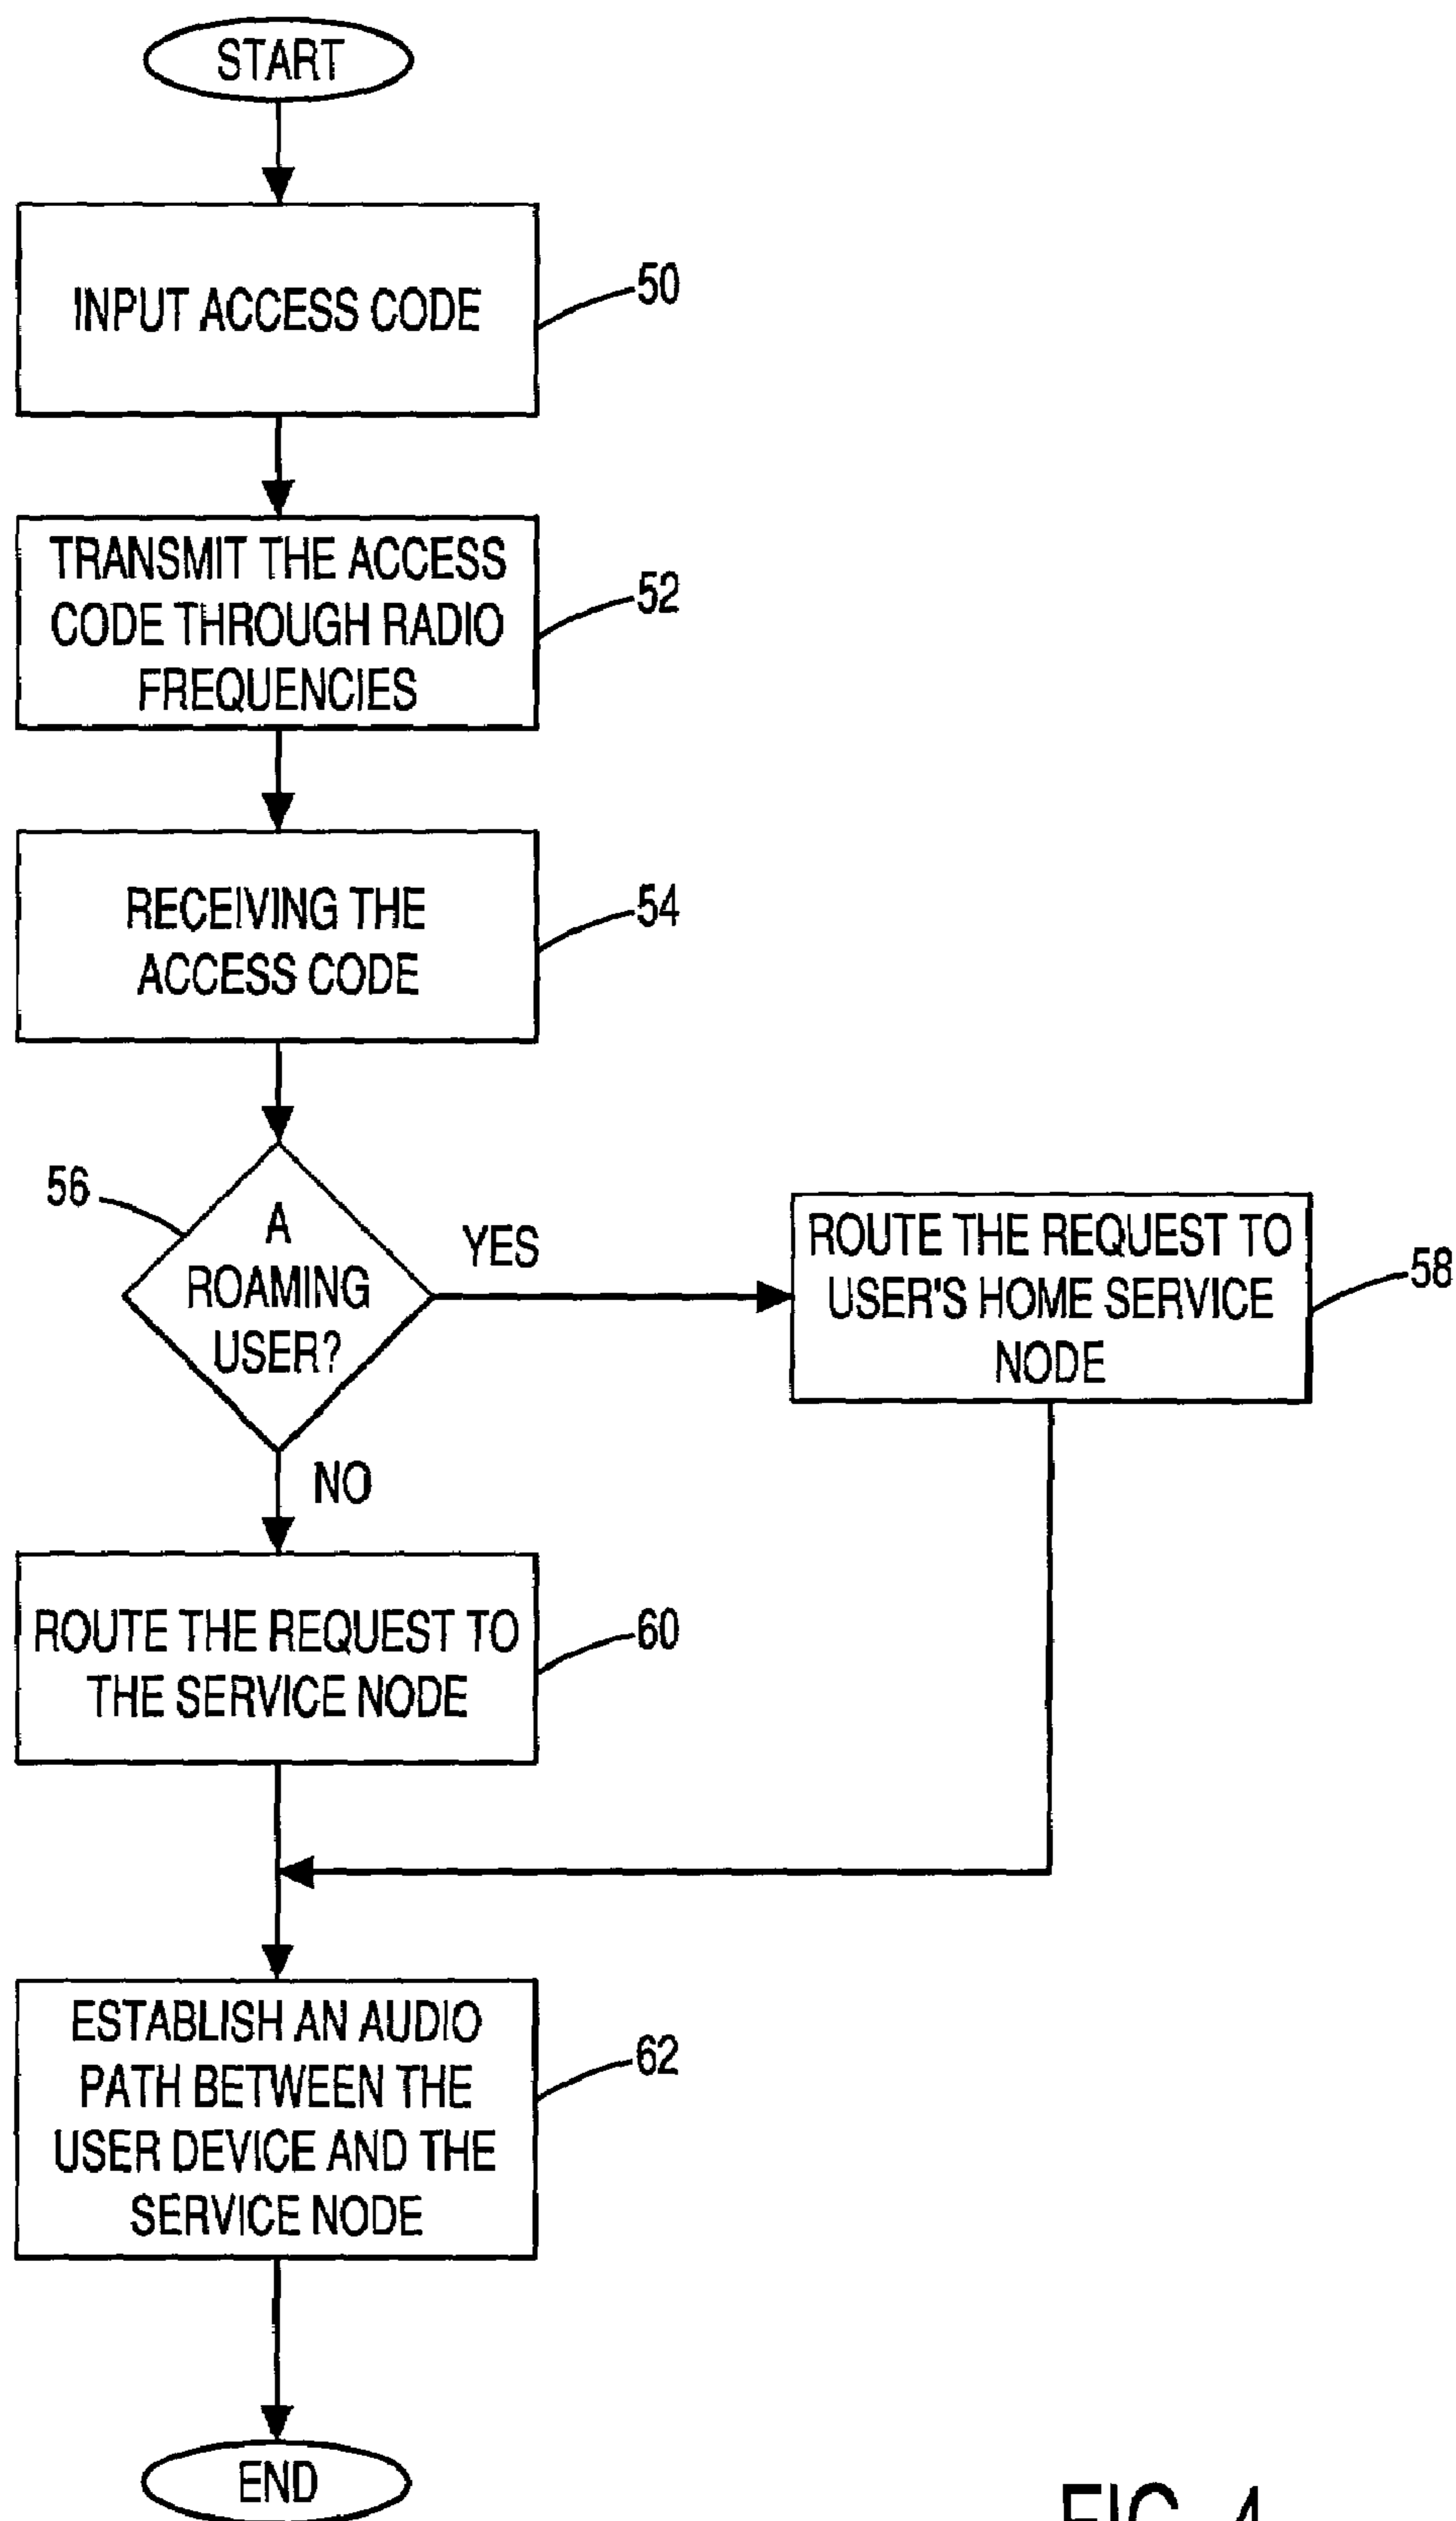 START
INPUT ACCESS CODE
50
TRANSMIT THE ACCESS
CODE THROUGH RADIO
FREQUENCIES
52
RECEIVING THE
ACCESS CODE
54
56
A
ROAMING
USER?
YES
ROUTE THE REQUEST TO
USER'S HOME SERVICE
NODE
58
NO
ROUTE THE REQUEST TO
THE SERVICE NODE
60
ESTABLISH AN AUDIO
PATH BETWEEN THE
USER DEVICE AND THE
SERVICE NODE
62
END
FIG. 4